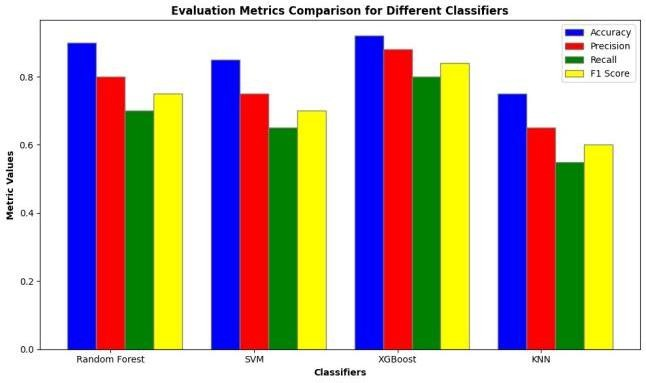 Evaluation Metrics Comparison for Different Classifiers
Accuracy
Precision
Recall
F1 Score
Metric Values
0.8
0.6
0.4
0.2
0.0
Random Forest
SVM
XGBoost
KNN
Classifiers